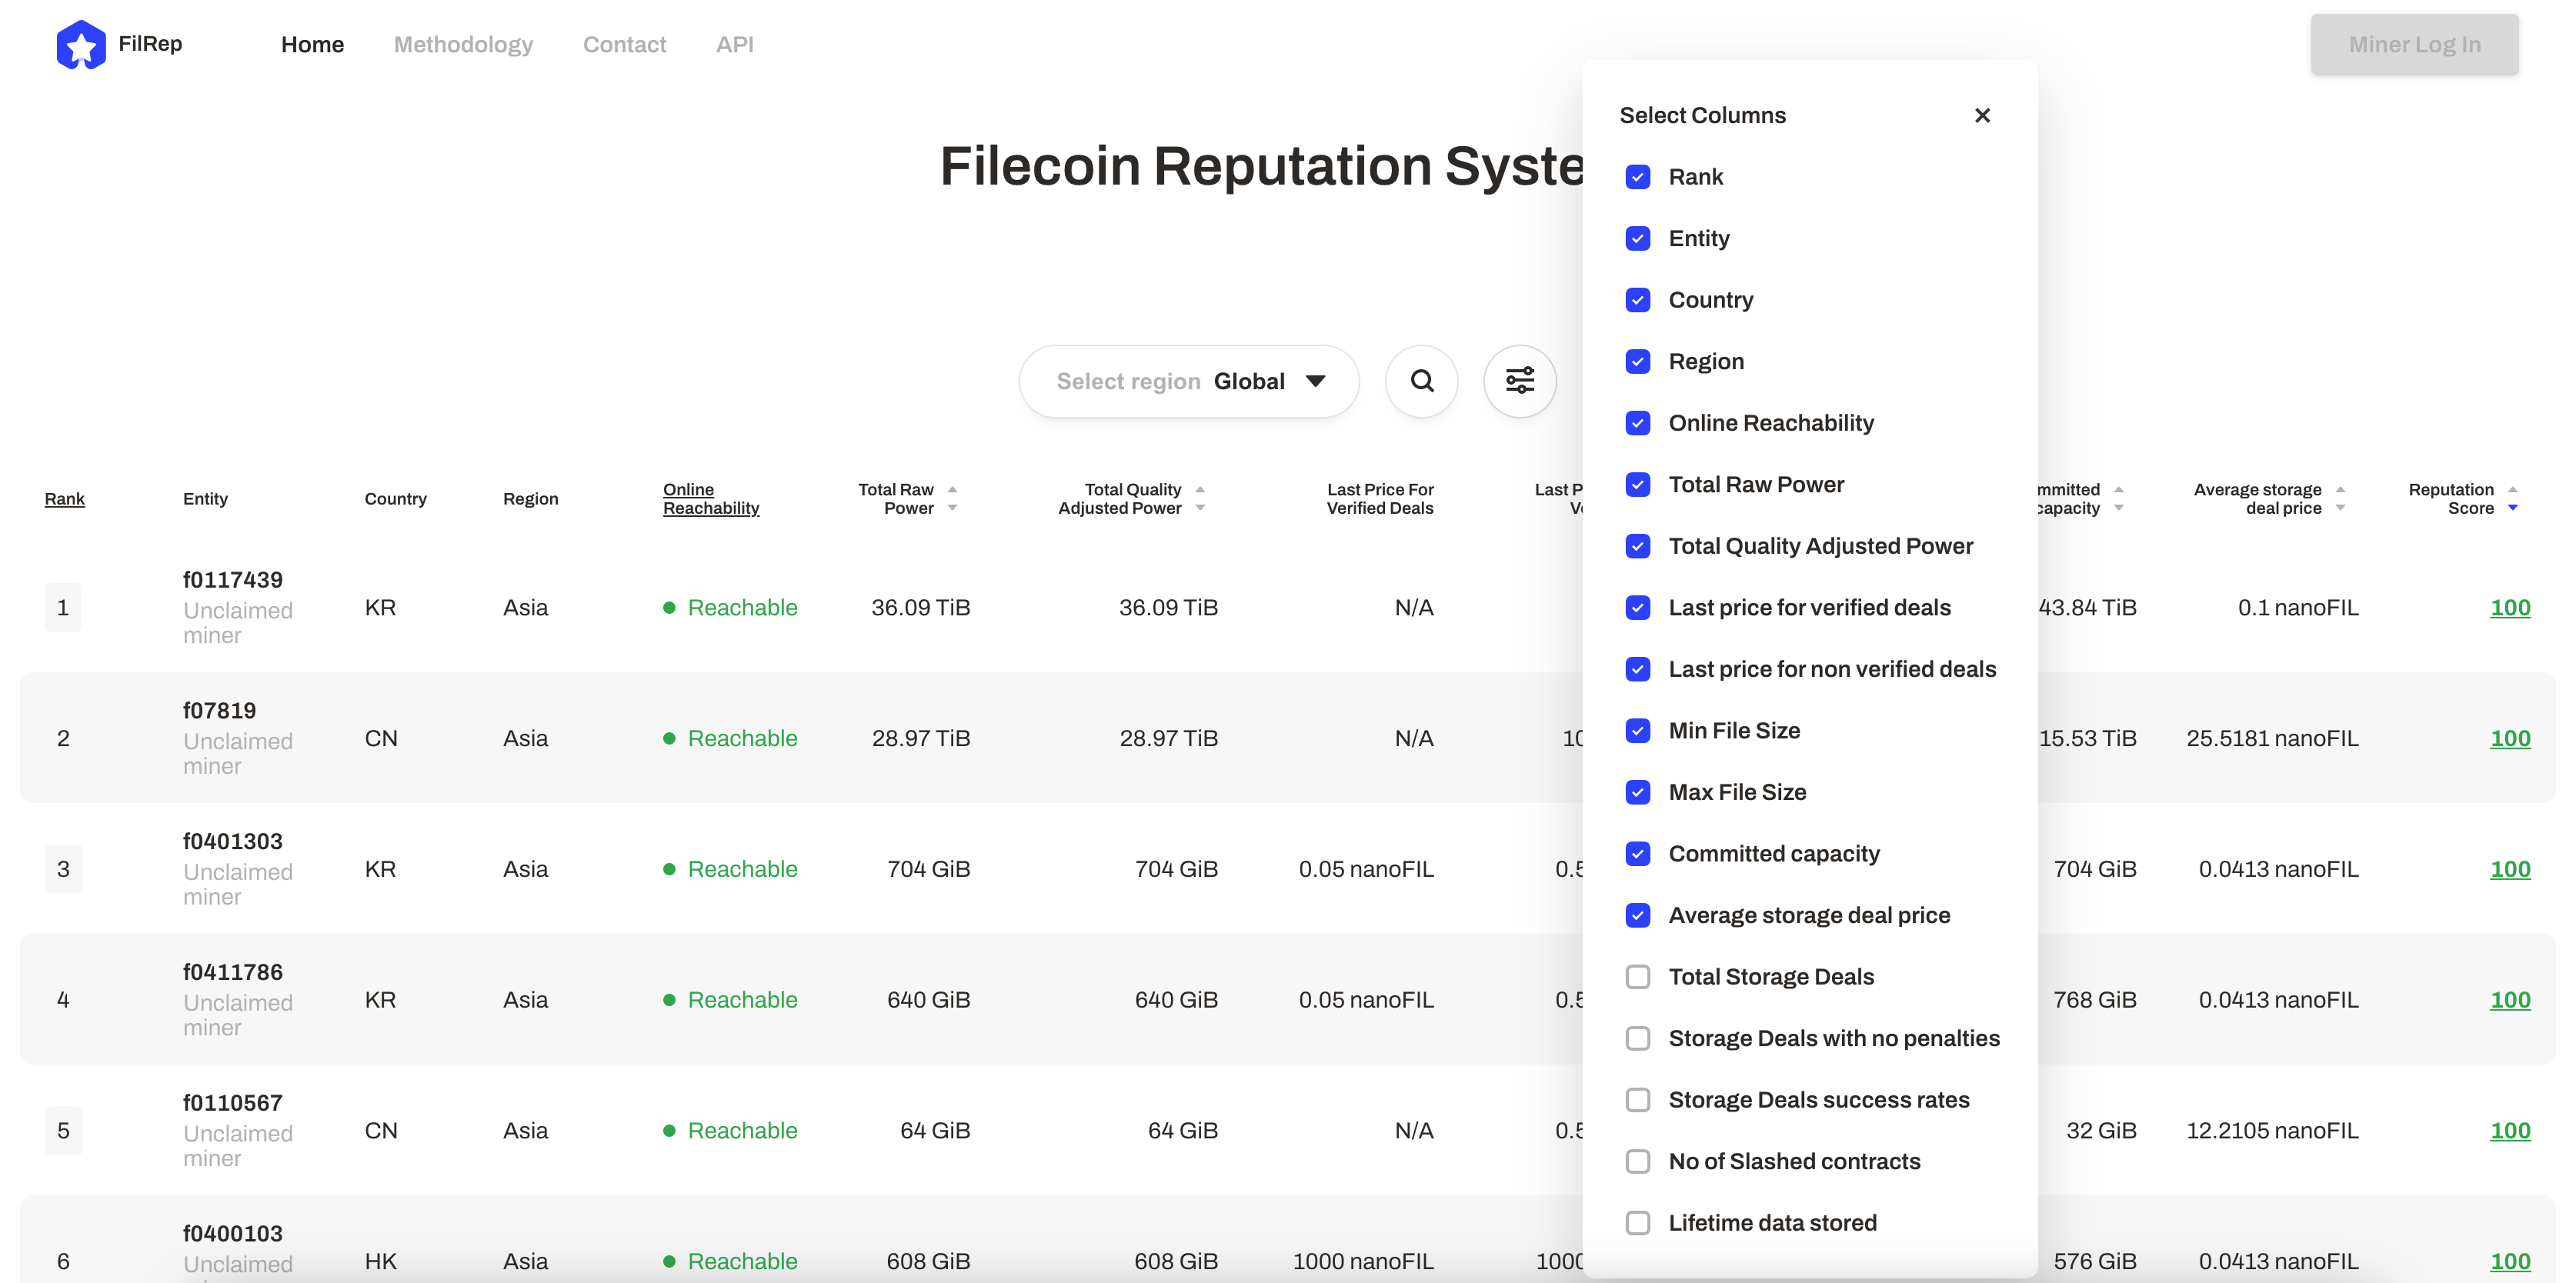 FilRep
Home Methodology Contact API
Miner Log In
Filecoin Reputation
Select region Global
Select Columns
Rank
Entity
Country
Region
Online Reachability
Total Raw Power
Total Quality Adjusted Power
Last price for verified deals
Last price for non verified deals
Min File Size
Max File Size
Committed capacity
Average storage deal price
Total Storage Deals
Storage Deals with no penalties
Storage Deals success rates
No of Slashed contracts
Lifetime data stored
Rank
Entity
Country
Region
Online
Reachability
Total Raw
Power
Total Quality
Adjusted Power
Last Price For
Verified Deals
Last
capacity
Average storage
deal price
Reputation
Score
1 f0117439 KR Asia Reachable 36.09 TiB 36.09 TiB N/A 43.84 TiB 0.1 nanoFIL 100
Unclaimed
miner
2 f07819 CN Asia Reachable 28.97 TiB 28.97 TiB N/A 15.53 TiB 25.5181 nanoFIL 100
Unclaimed
miner
3 f0401303 KR Asia Reachable 704 GiB 704 GiB 0.05 nanoFIL 704 GiB 0.0413 nanoFIL 100
Unclaimed
miner
4 f0411786 KR Asia Reachable 640 GiB 640 GiB 0.05 nanoFIL 768 GiB 0.0413 nanoFIL 100
Unclaimed
miner
5 f0110567 CN Asia Reachable 64 GiB 64 GiB N/A 32 GiB 12.2105 nanoFIL 100
Unclaimed
miner
6 f0400103 HK Asia Reachable 608 GiB 608 GiB 1000 nanoFIL 576 GiB 0.0413 nanoFIL 100
Unclaimed